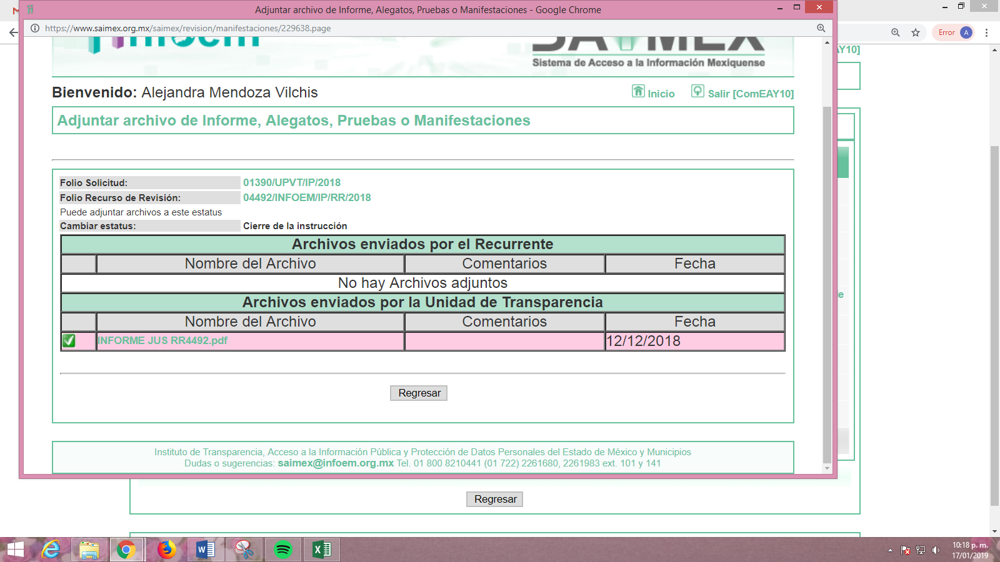 Adjuntar archivo de Informe, Alegatos, Pruebas o Manifestaciones - Google Chrome
https://www.saimex.org.mx/saimex/revision/manifestaciones/229638.page
Error A
infoem
SAIMEX
Sistema de Acceso a la Información Mexiquense
AY10]
Bienvenido: Alejandra Mendoza Vilchis
Inicio
Salir [ComEAY10]
Adjuntar archivo de Informe, Alegatos, Pruebas o Manifestaciones
Folio Solicitud: 01390/UPVT/IP/2018
Folio Recurso de Revisión: 04492/INFOEM/IP/RR/2018
Puede adjuntar archivos a este estatus
Cambiar estatus: Cierre de la instrucción
Archivos enviados por el Recurrente
Nombre del Archivo Comentarios Fecha
No hay Archivos adjuntos
Archivos enviados por la Unidad de Transparencia
Nombre del Archivo Comentarios Fecha
INFORME JUS RR4492.pdf 12/12/2018
Regresar
Instituto de Transparencia, Acceso a la Información Pública y Protección de Datos Personales del Estado de México y Municipios
Dudas o sugerencias: saimex@infoem.org.mx Tel. 01 800 8210441 (01 722) 2261680, 2261983 ext. 101 y 141
Regresar
10:18 p. m.
17/01/2019